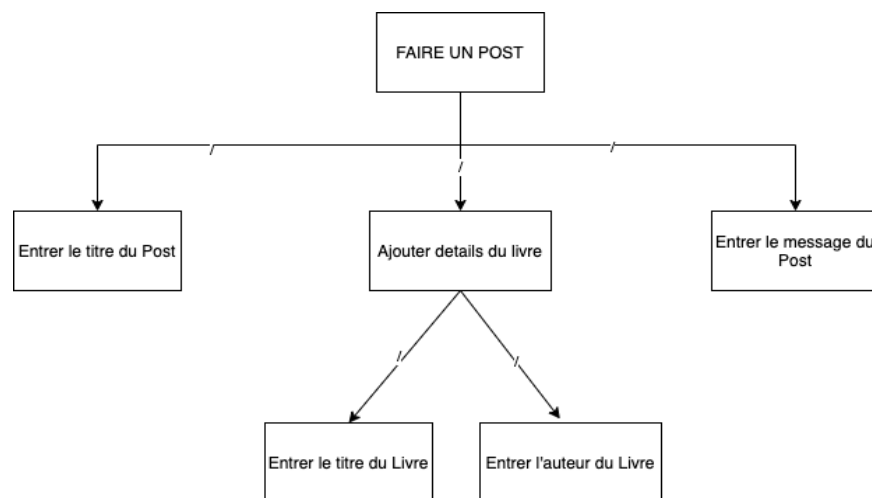 FAIRE UN POST
/
/
/
Entrer le titre du Post
Ajouter details du livre
Entrer le message du
Post
/
/
Entrer le titre du Livre
Entrer l'auteur du Livre